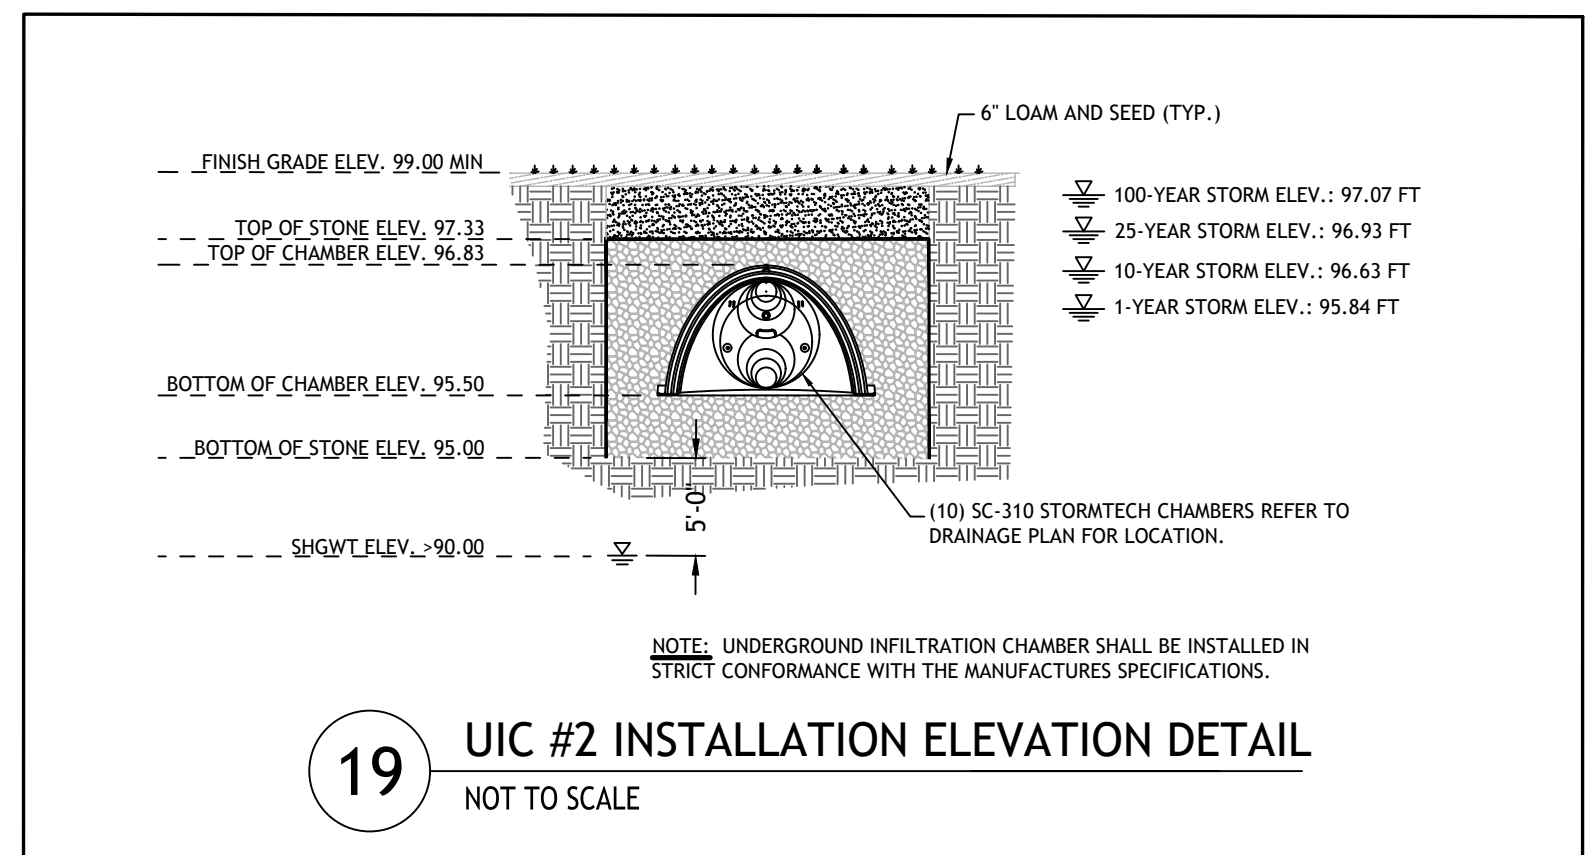 6" LOAM AND SEED (TYP.)
FINISH GRADE ELEV. 99.00 MIN
TOP OF STONE ELEV. 97.33
TOP OF CHAMBER ELEV. 96.83
BOTTOM OF CHAMBER ELEV. 95.50
BOTTOM OF STONE ELEV. 95.00
SHGWT ELEV. >90.00
5'-0"
100-YEAR STORM ELEV.: 97.07 FT
25-YEAR STORM ELEV.: 96.93 FT
10-YEAR STORM ELEV.: 96.63 FT
1-YEAR STORM ELEV.: 95.84 FT
(10) SC-310 STORMTECH CHAMBERS REFER TO
DRAINAGE PLAN FOR LOCATION.
NOTE: UNDERGROUND INFILTRATION CHAMBER SHALL BE INSTALLED IN
STRICT CONFORMANCE WITH THE MANUFACTURES SPECIFICATIONS.
19
UIC #2 INSTALLATION ELEVATION DETAIL
NOT TO SCALE